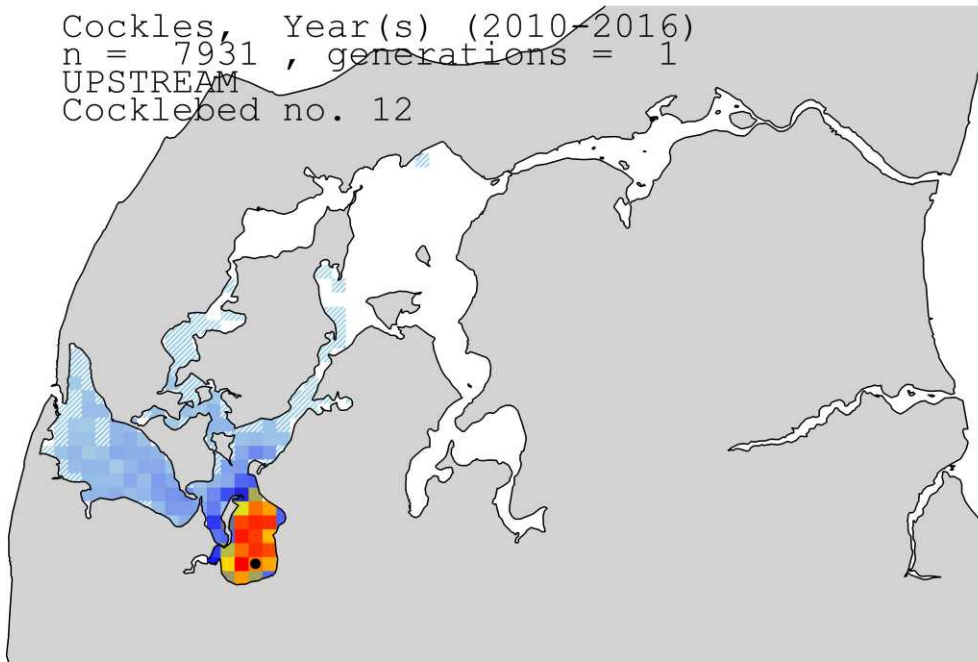 Cockles, Year(s) (2010-2016)
n = 7931 , generations = 1
UPSTREAM
Cocklebed no. 12